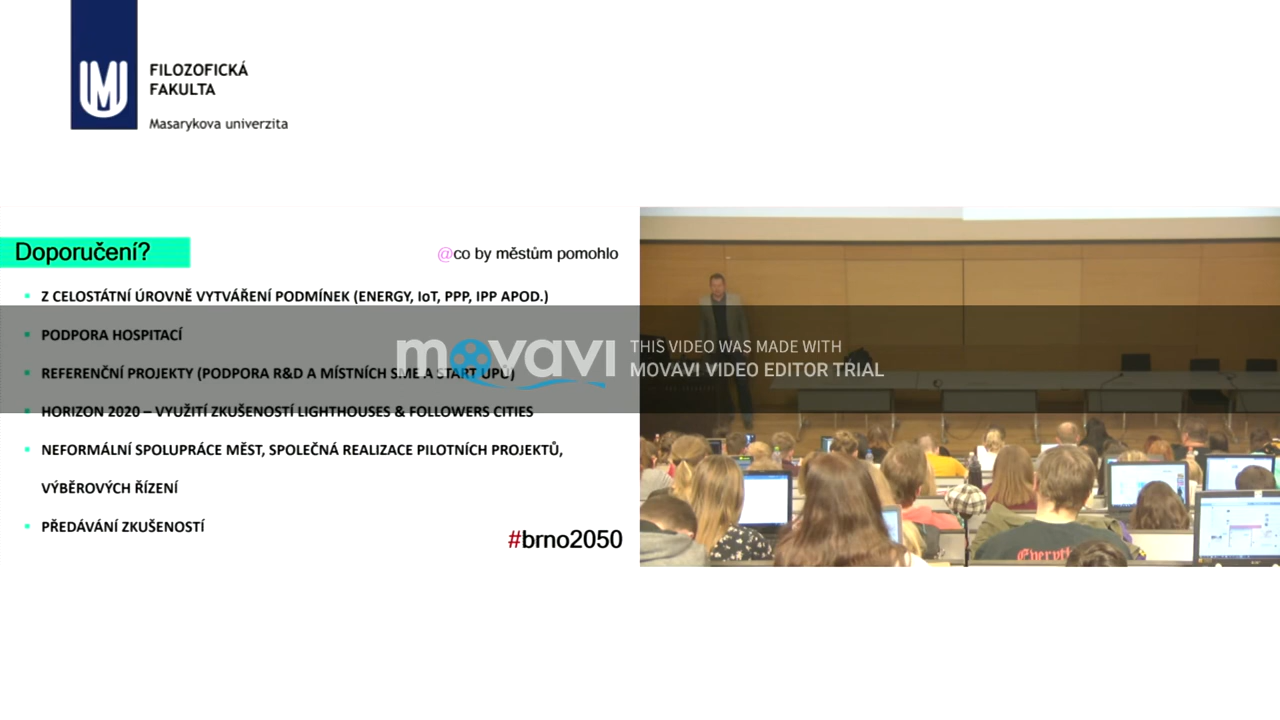 FILOZOFICKÁ
FAKULTA
Masarykova univerzita
Doporučení?
@co by městům pomohlo
Z CELOSTÁTNÍ ÚROVNĚ VYTVÁŘENÍ PODMÍNEK (ENERGY, IoT, PPP, IPP APOD.)
PODPORA HOSPITACÍ
REFERENČNÍ PROJEKTY (PODPORA R&D A MÍSTNÍCH SME A START UPŮ)
HORIZON 2020 – VYUŽITÍ ZKUŠENOSTÍ LIGHTHOUSES & FOLLOWERS CITIES
NEFORMÁLNÍ SPOLUPRÁCE MĚST, SPOLEČNÁ REALIZACE PILOTNÍCH PROJEKTŮ,
VÝBĚROVÝCH ŘÍZENÍ
PŘEDÁVÁNÍ ZKUŠENOSTÍ
#brno2050
movavi
THIS VIDEO WAS MADE WITH
MOVAVI VIDEO EDITOR TRIAL